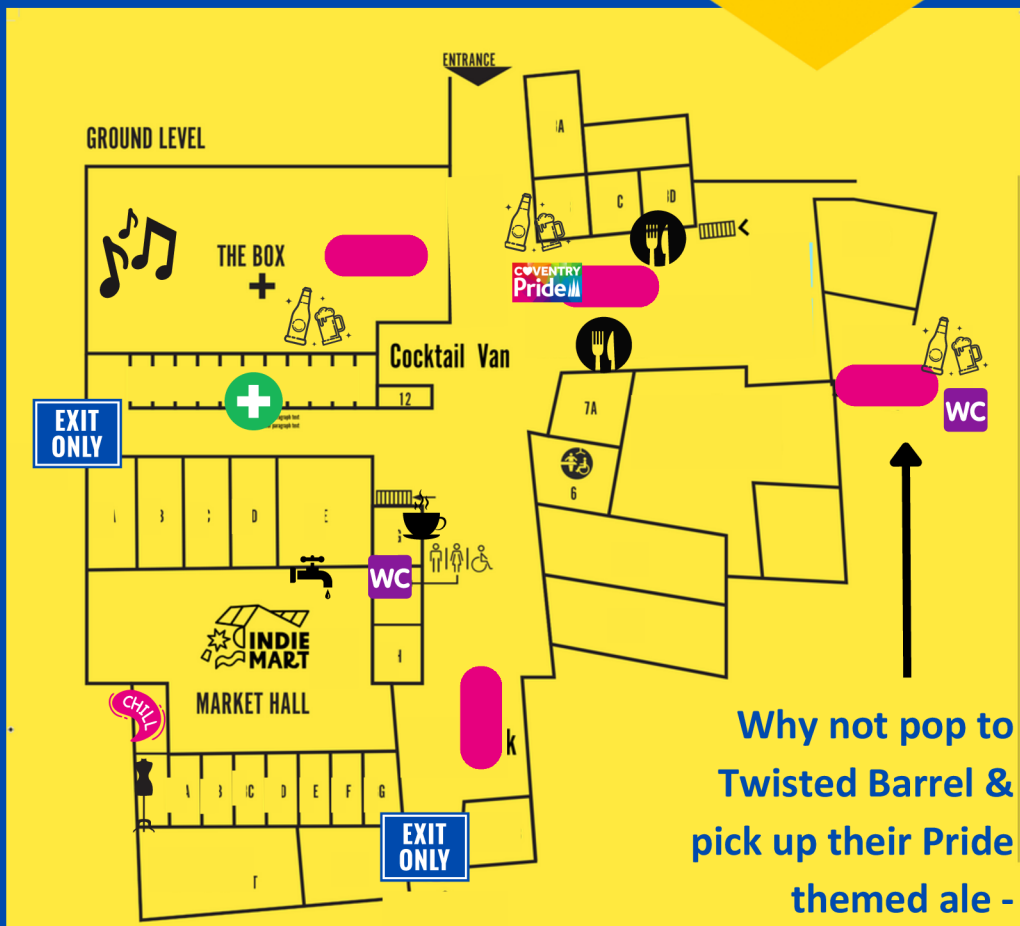 ENTRANCE
GROUND LEVEL
A
C
D
THE BOX
COVENTRY
Pride
Cocktail Van
12
7A
EXIT
ONLY
6
B
D
E
WC
WC
INDIE
MART
MARKET HALL
CHILL
k
A
B
C
D
E
F
G
EXIT
ONLY
Why not pop to
Twisted Barrel &
pick up their Pride
themed ale -